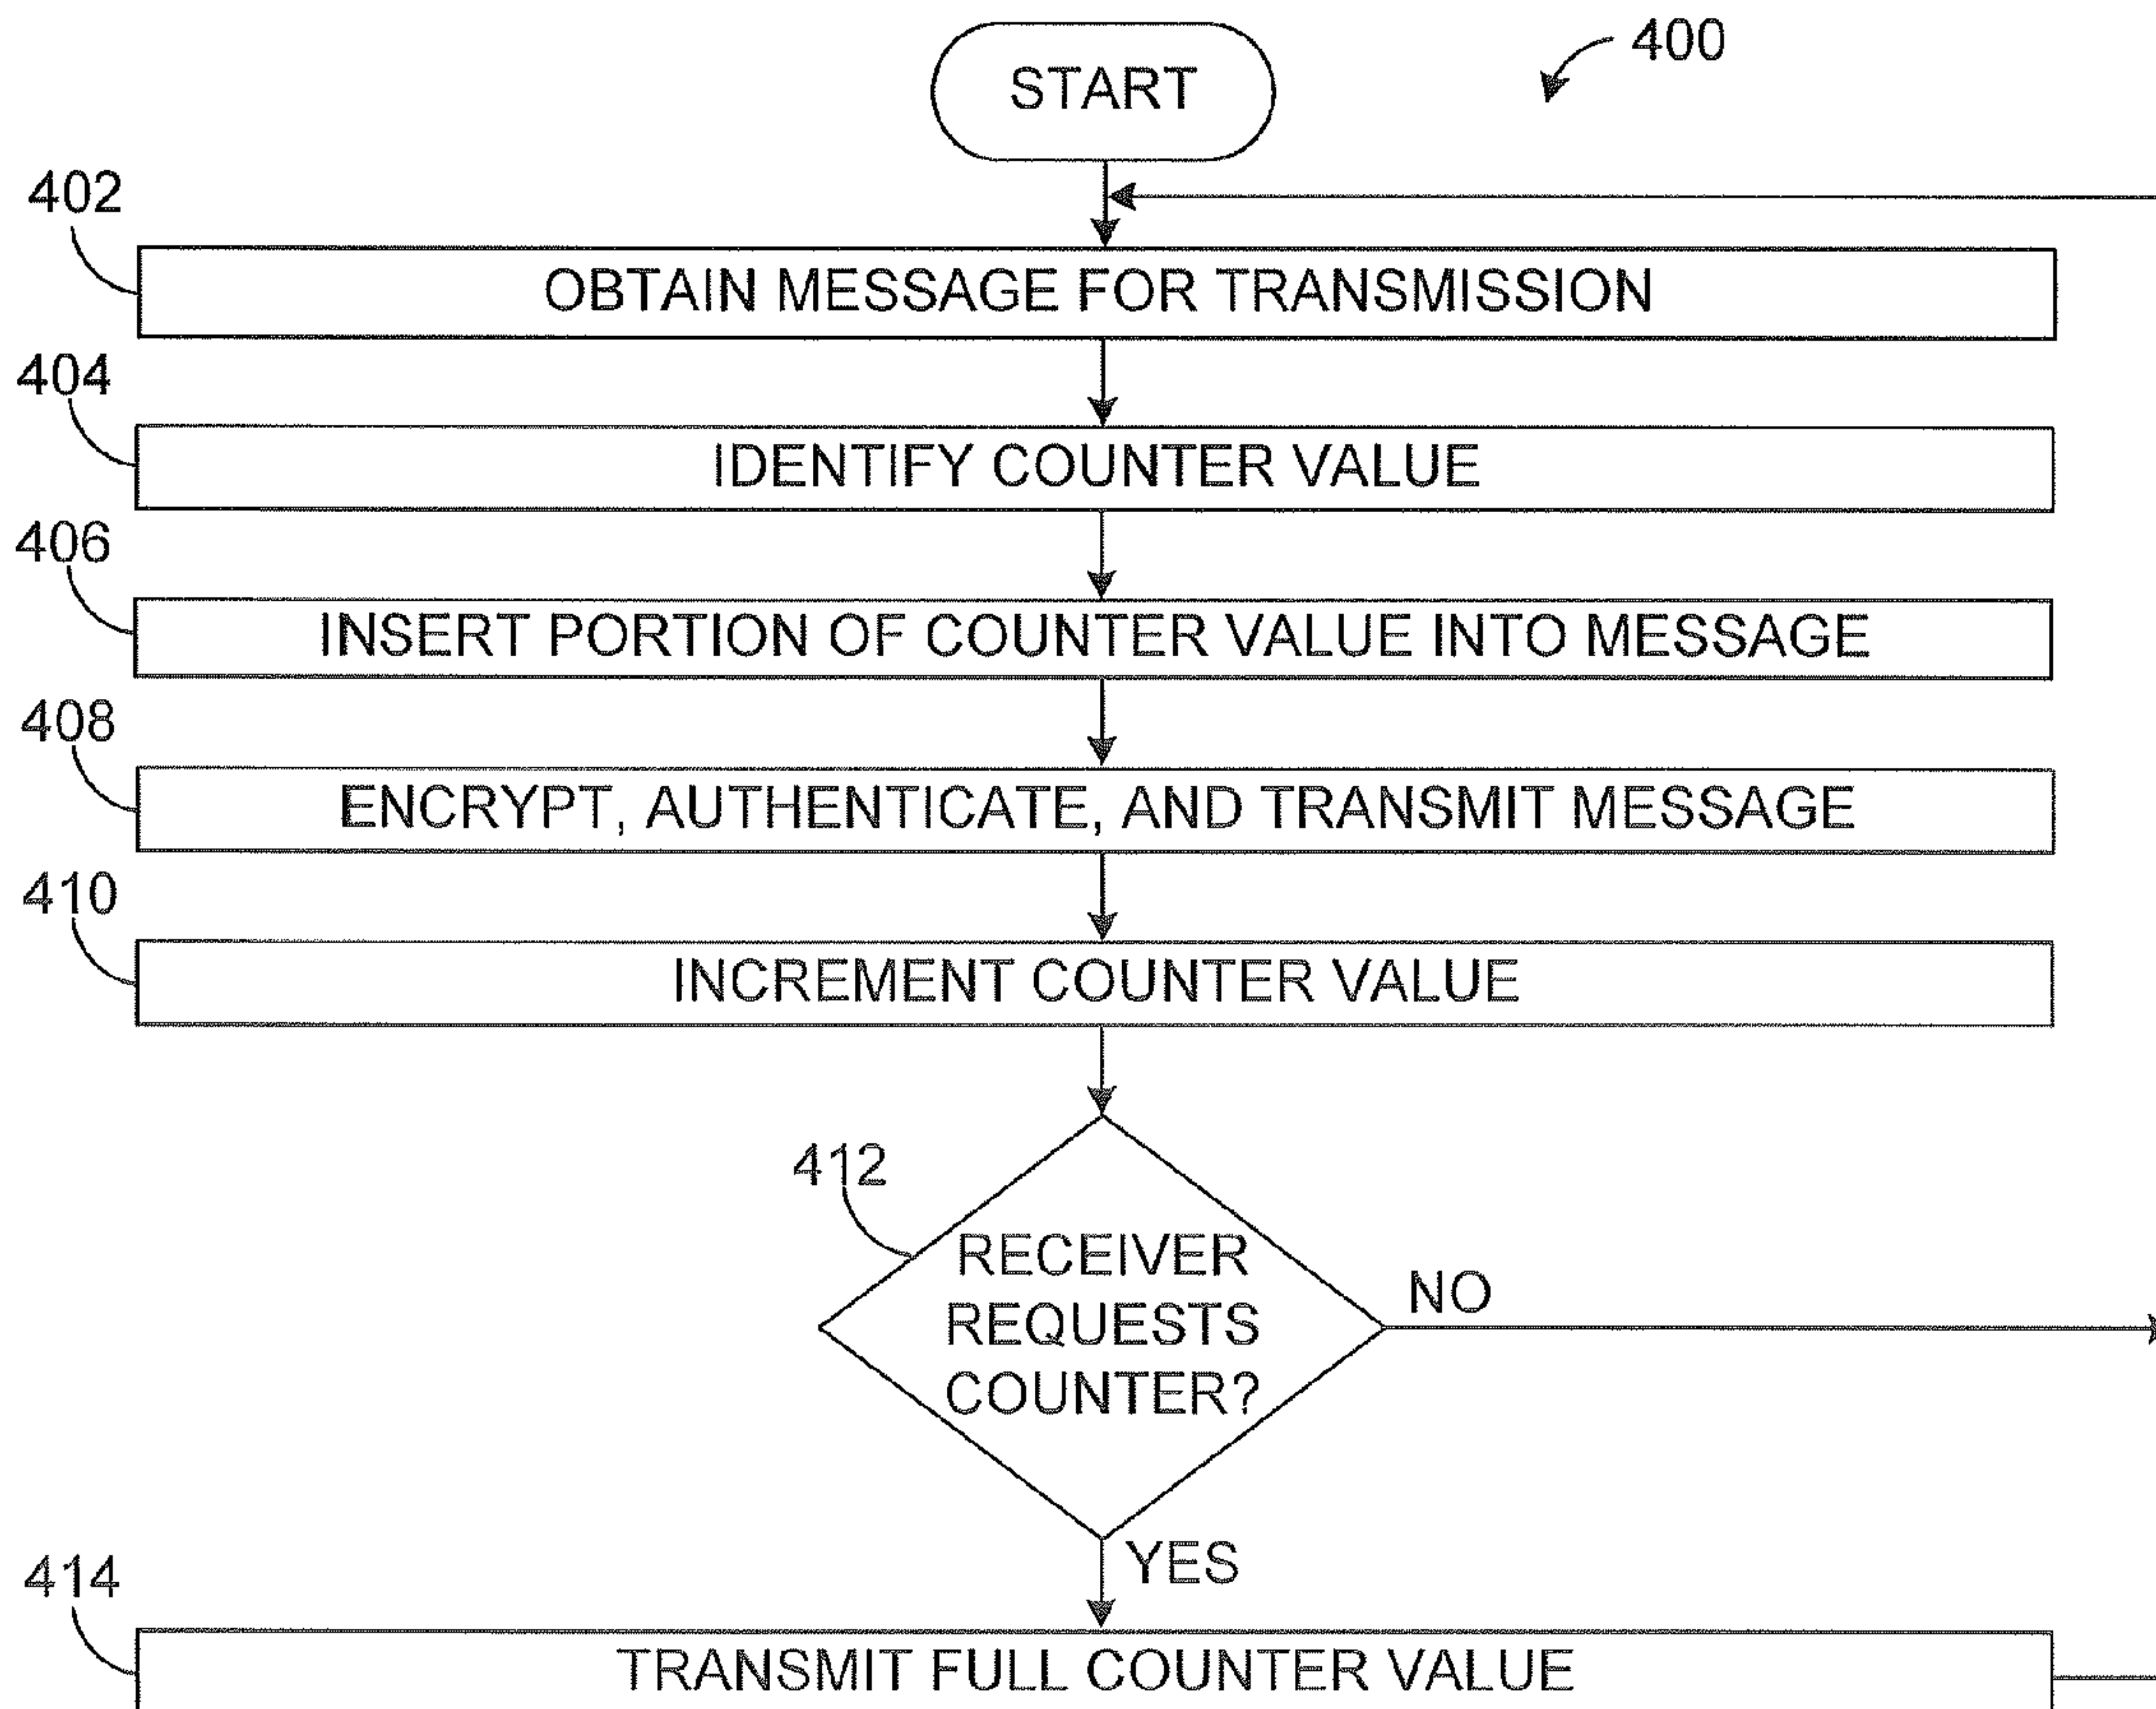 START
400
402
OBTAIN MESSAGE FOR TRANSMISSION
404
IDENTIFY COUNTER VALUE
406
INSERT PORTION OF COUNTER VALUE INTO MESSAGE
408
ENCRYPT, AUTHENTICATE, AND TRANSMIT MESSAGE
410
INCREMENT COUNTER VALUE
412
RECEIVER
REQUESTS
COUNTER?
NO
YES
414
TRANSMIT FULL COUNTER VALUE